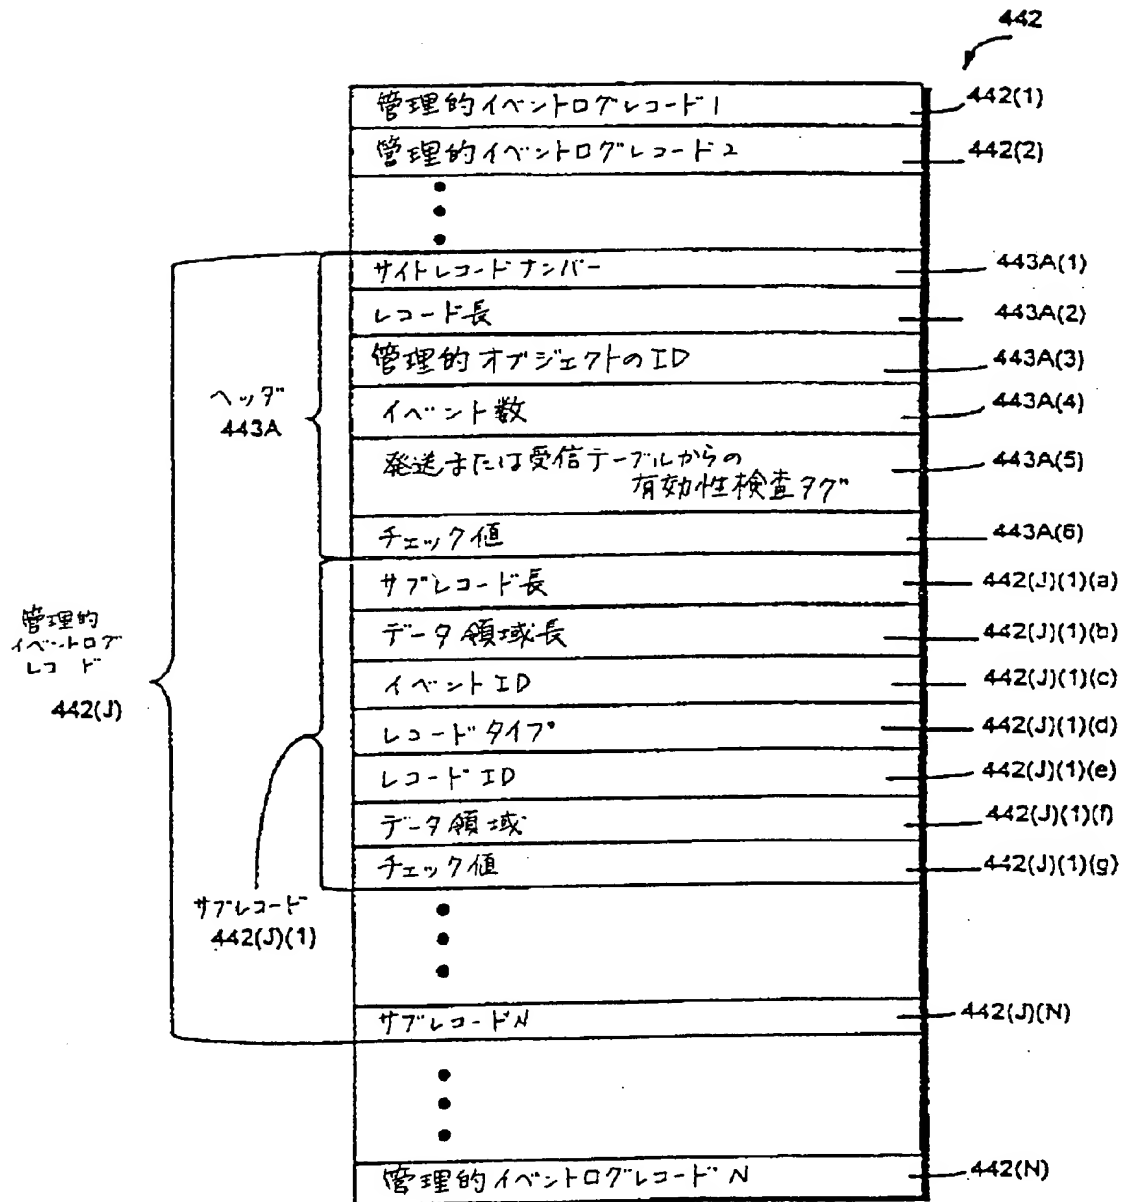 442
管理的イベントログレコード1 442(1)
管理的イベントログレコード2 442(2)
サイトレコードナンバー 443A(1)
レコード長 443A(2)
管理的オブジェクトのID 443A(3)
ヘッダ
443A
イベント数 443A(4)
発送または受信テーブルからの 443A(5)
有効性検査タグ
チェック値 443A(6)
サブレコード長 442(J)(1)(a)
データ領域長 442(J)(1)(b)
管理的
イベントログ
レコード
442(J)
イベントID 442(J)(1)(c)
レコードタイプ 442(J)(1)(d)
レコードID 442(J)(1)(e)
データ領域 442(J)(1)(f)
チェック値 442(J)(1)(g)
サブレコード
442(J)(1)
サブレコードN 442(J)(N)
管理的イベントログレコードN 442(N)